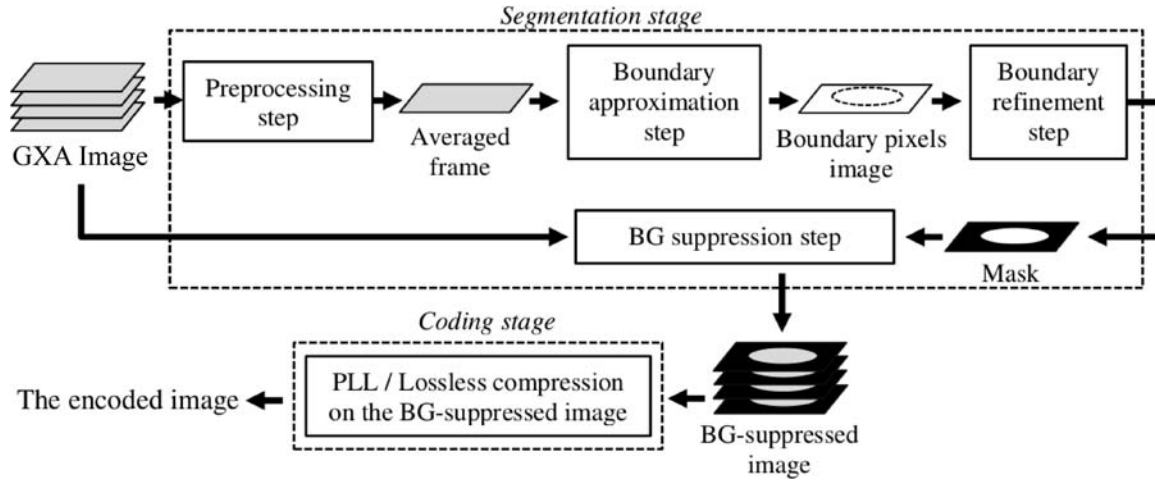 Segmentation stage
GXA Image
Preprocessing
step
Averaged
frame
Boundary
approximation
step
Boundary pixels
image
Boundary
refinement
step
BG suppression step
Mask
Coding stage
PLL / Lossless compression
on the BG-suppressed image
The encoded image
BG-suppressed
image